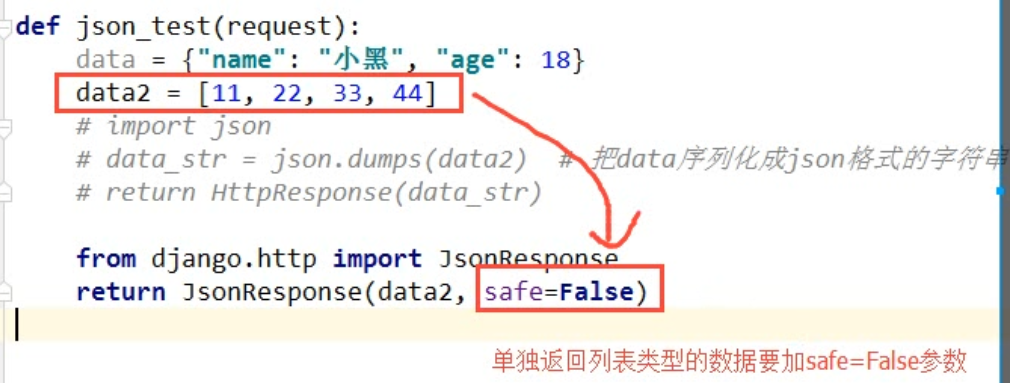 def json_test(request):
data = {"name": "小黑", "age": 18}
data2 = [11, 22, 33, 44]
# import json
# data_str = json.dumps(data2)  # 把data序列化成json格式的字符串
# return HttpResponse(data_str)
from django.http import JsonResponse
return JsonResponse(data2, safe=False)
单独返回列表类型的数据要加safe=False参数